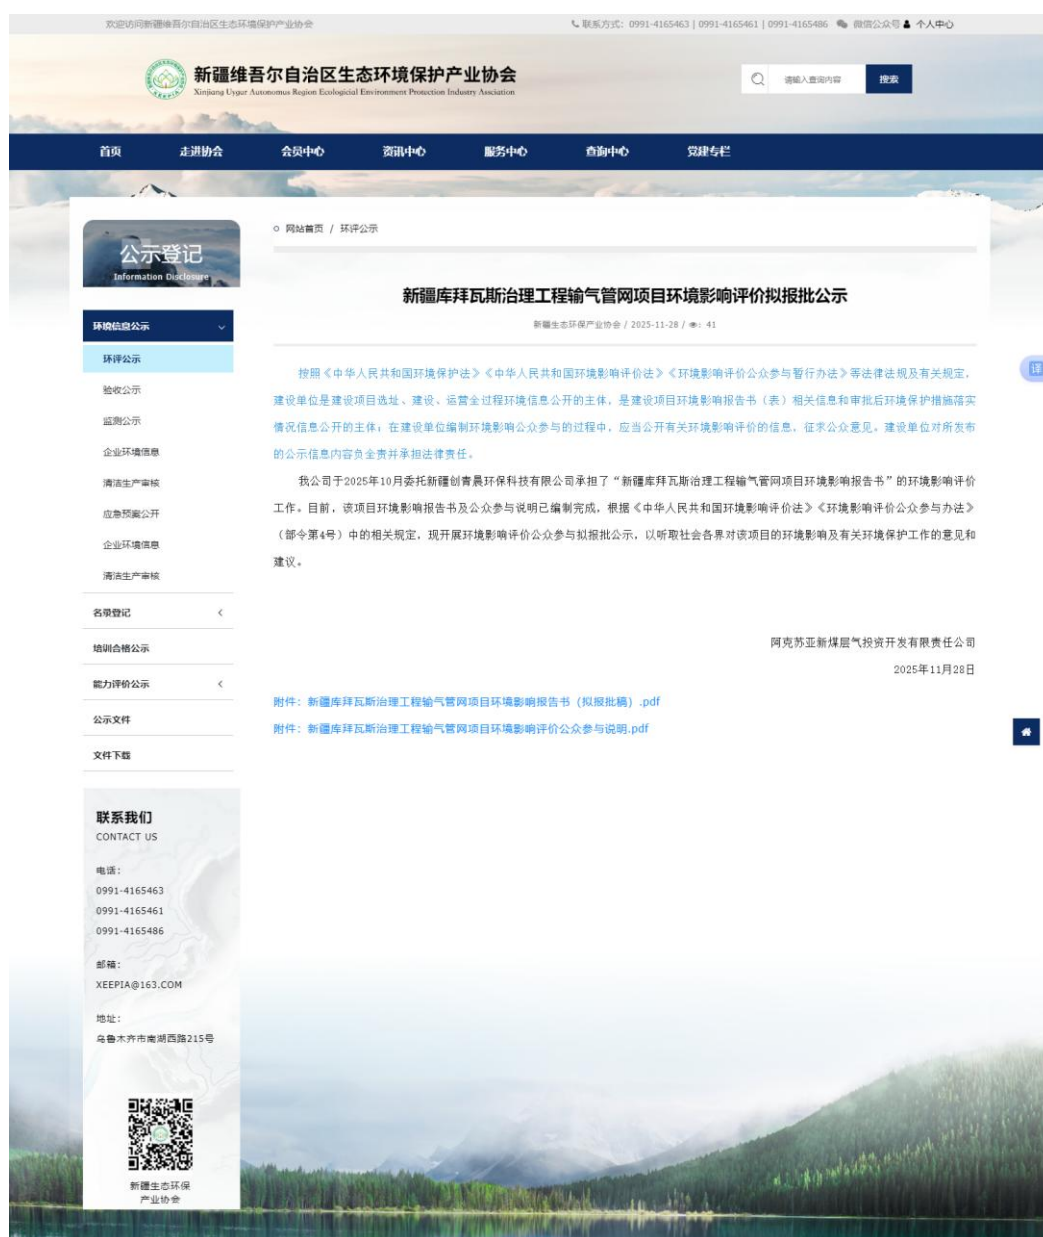 欢迎访问新疆维吾尔自治区生态环境保护产业协会
联系方式：0991-4165463 | 0991-4165461 | 0991-4165486 微信公众号 个人中心
新疆维吾尔自治区生态环境保护产业协会
Xinjiang Uygur Autonomus Region Ecologicial Environment Protection Industry Assciation
请输入查询内容 搜索
首页 走进协会 会员中心 资讯中心 服务中心 查询中心 党建专栏
公示登记
Information Disclosure
环境信息公示
环评公示
验收公示
监测公示
企业环境信息
清洁生产审核
应急预案公开
企业环境信息
清洁生产审核
名录登记
培训合格公示
能力评价公示
公示文件
文件下载
网站首页 / 环评公示
新疆库拜瓦斯治理工程输气管网项目环境影响评价拟报批公示
新疆生态环保产业协会 / 2025-11-28 / : 41
按照《中华人民共和国环境保护法》《中华人民共和国环境影响评价法》《环境影响评价公众参与暂行办法》等法律法规及有关规定，
建设单位是建设项目选址、建设、运营全过程环境信息公开的主体，是建设项目环境影响报告书（表）相关信息和审批后环境保护措施落实
情况信息公开的主体；在建设单位编制环境影响公众参与的过程中，应当公开有关环境影响评价的信息，征求公众意见。建设单位对所发布
的公示信息内容负全责并承担法律责任。
我公司于2025年10月委托新疆创青晨环保科技有限公司承担了“新疆库拜瓦斯治理工程输气管网项目环境影响报告书”的环境影响评价
工作。目前，该项目环境影响报告书及公众参与说明已编制完成，根据《中华人民共和国环境影响评价法》《环境影响评价公众参与办法》
（部令第4号）中的相关规定，现开展环境影响评价公众参与拟报批公示，以听取社会各界对该项目的环境影响及有关环境保护工作的意见和
建议。
阿克苏亚新煤层气投资开发有限责任公司
2025年11月28日
附件：新疆库拜瓦斯治理工程输气管网项目环境影响报告书（拟报批稿）.pdf
附件：新疆库拜瓦斯治理工程输气管网项目环境影响评价公众参与说明.pdf
译
联系我们
CONTACT US
电话：
0991-4165463
0991-4165461
0991-4165486
邮箱：
XEEPIA@163.COM
地址：
乌鲁木齐市南湖西路215号
新疆生态环保
产业协会